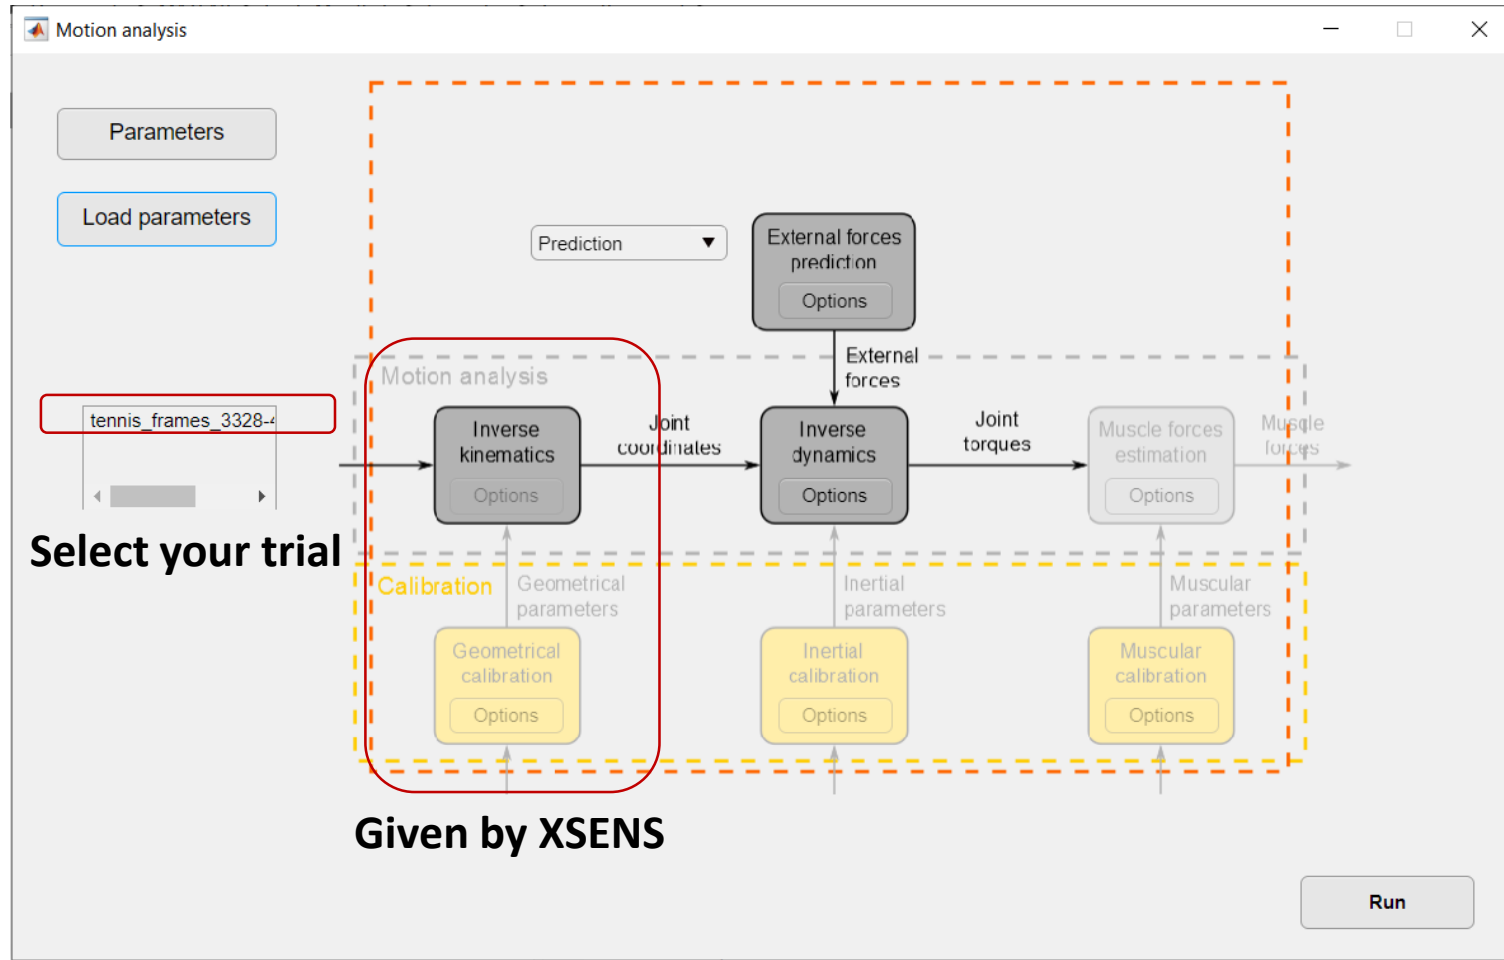 Motion analysis
Parameters
Load parameters
Prediction
External forces
prediction
Options
External
forces
Motion analysis
tennis_frames_3328-4
Inverse
kinematics
Options
Joint
coordinates
Inverse
dynamics
Options
Joint
torques
Muscle forces
estimation
Options
Muscle
forces
Select your trial
Calibration
Geometrical
parameters
Inertial
parameters
Muscular
parameters
Geometrical
calibration
Options
Inertial
calibration
Options
Muscular
calibration
Options
Given by XSENS
Run